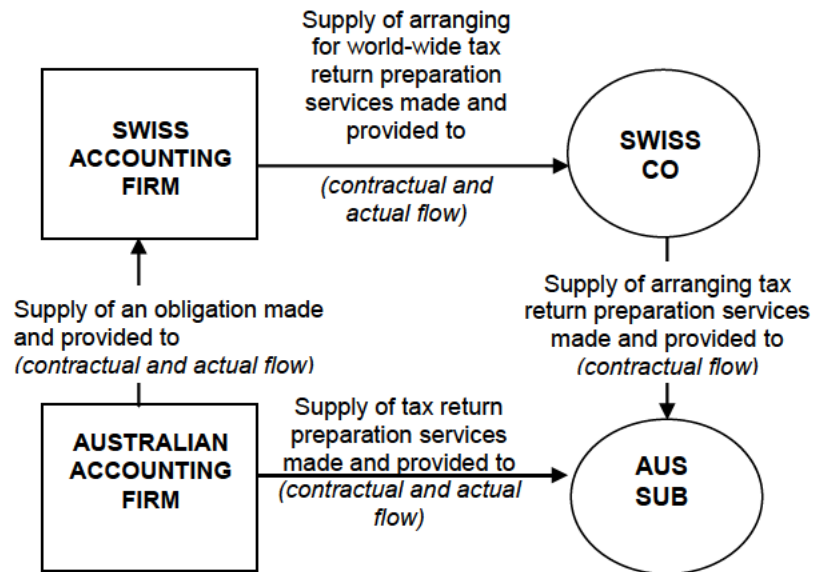 Supply of arranging
for world-wide tax
return preparation
services made and
provided to
(contractual and
actual flow)
SWISS
ACCOUNTING
FIRM
SWISS
CO
Supply of an obligation made
and provided to
(contractual and actual flow)
Supply of arranging tax
return preparation services
made and provided to
(contractual flow)
AUSTRALIAN
ACCOUNTING
FIRM
Supply of tax return
preparation services
made and provided to
(contractual and actual
flow)
AUS
SUB